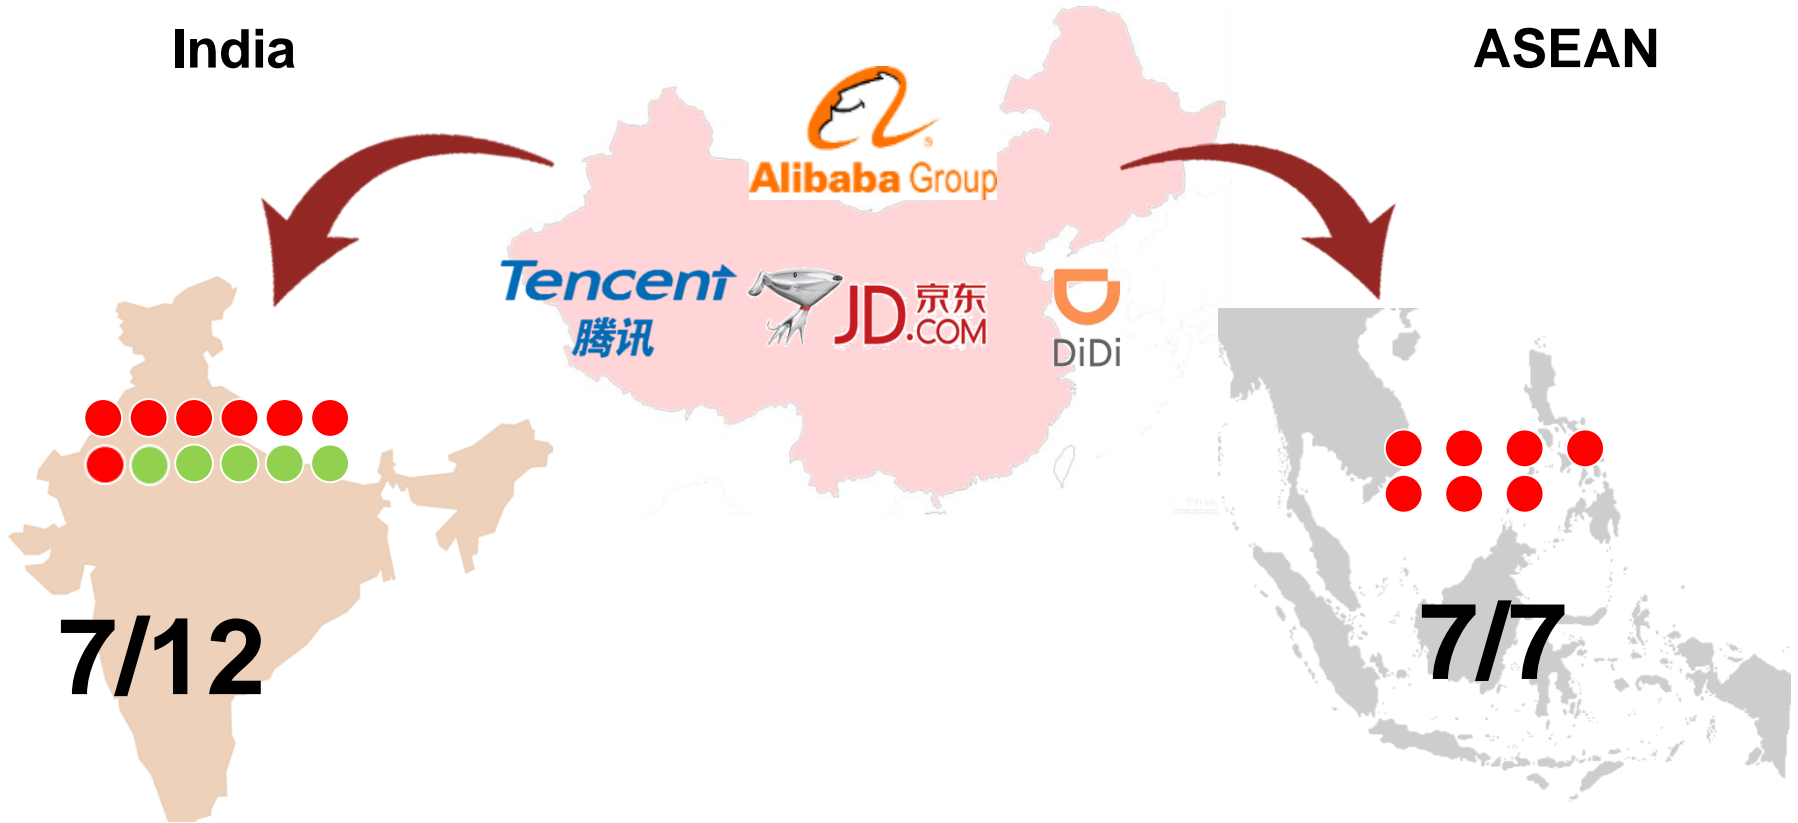 India
ASEAN
Alibaba Group
Tencent
腾讯
JD.COM
京东
DiDi
7/12
7/7